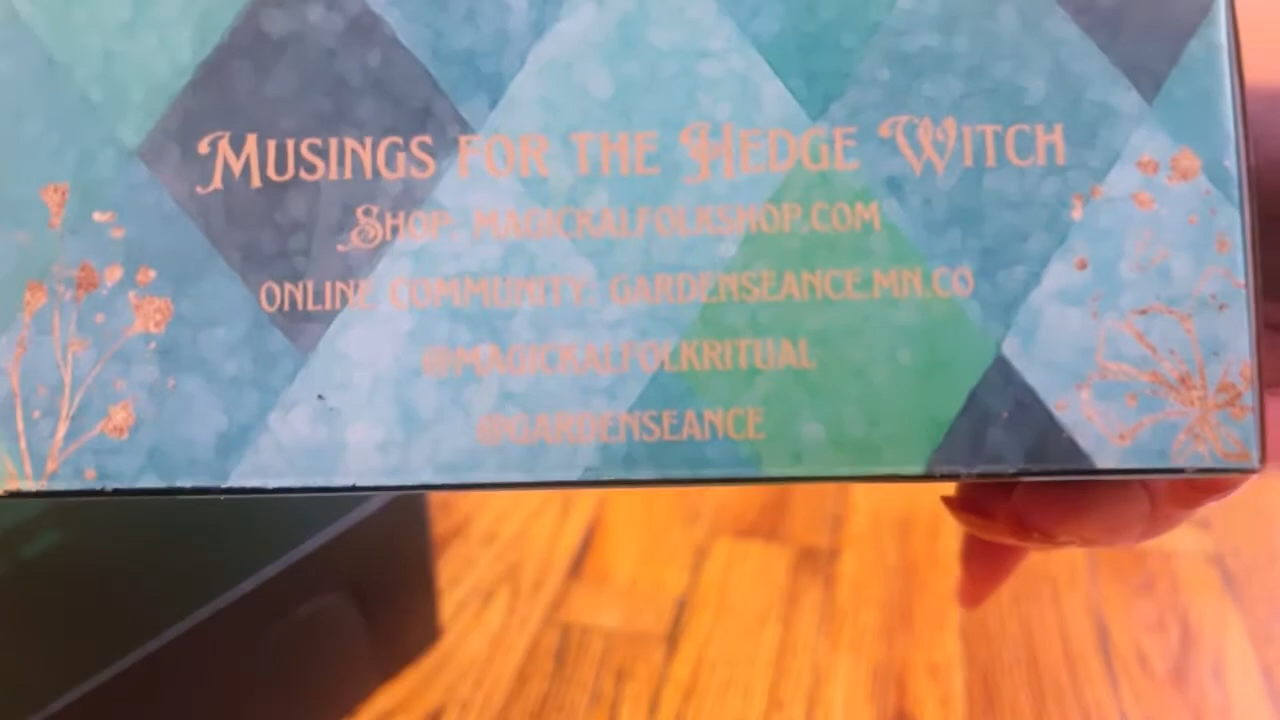 MUSINGS FOR THE HEDGE WITCH
SHOP: MAGICKALFOLKSHOP.COM
ONLINE COMMUNITY: GARDENSEANCE.MN.CO
@MAGICKALFOLKRITUAL
@GARDENSEANCE